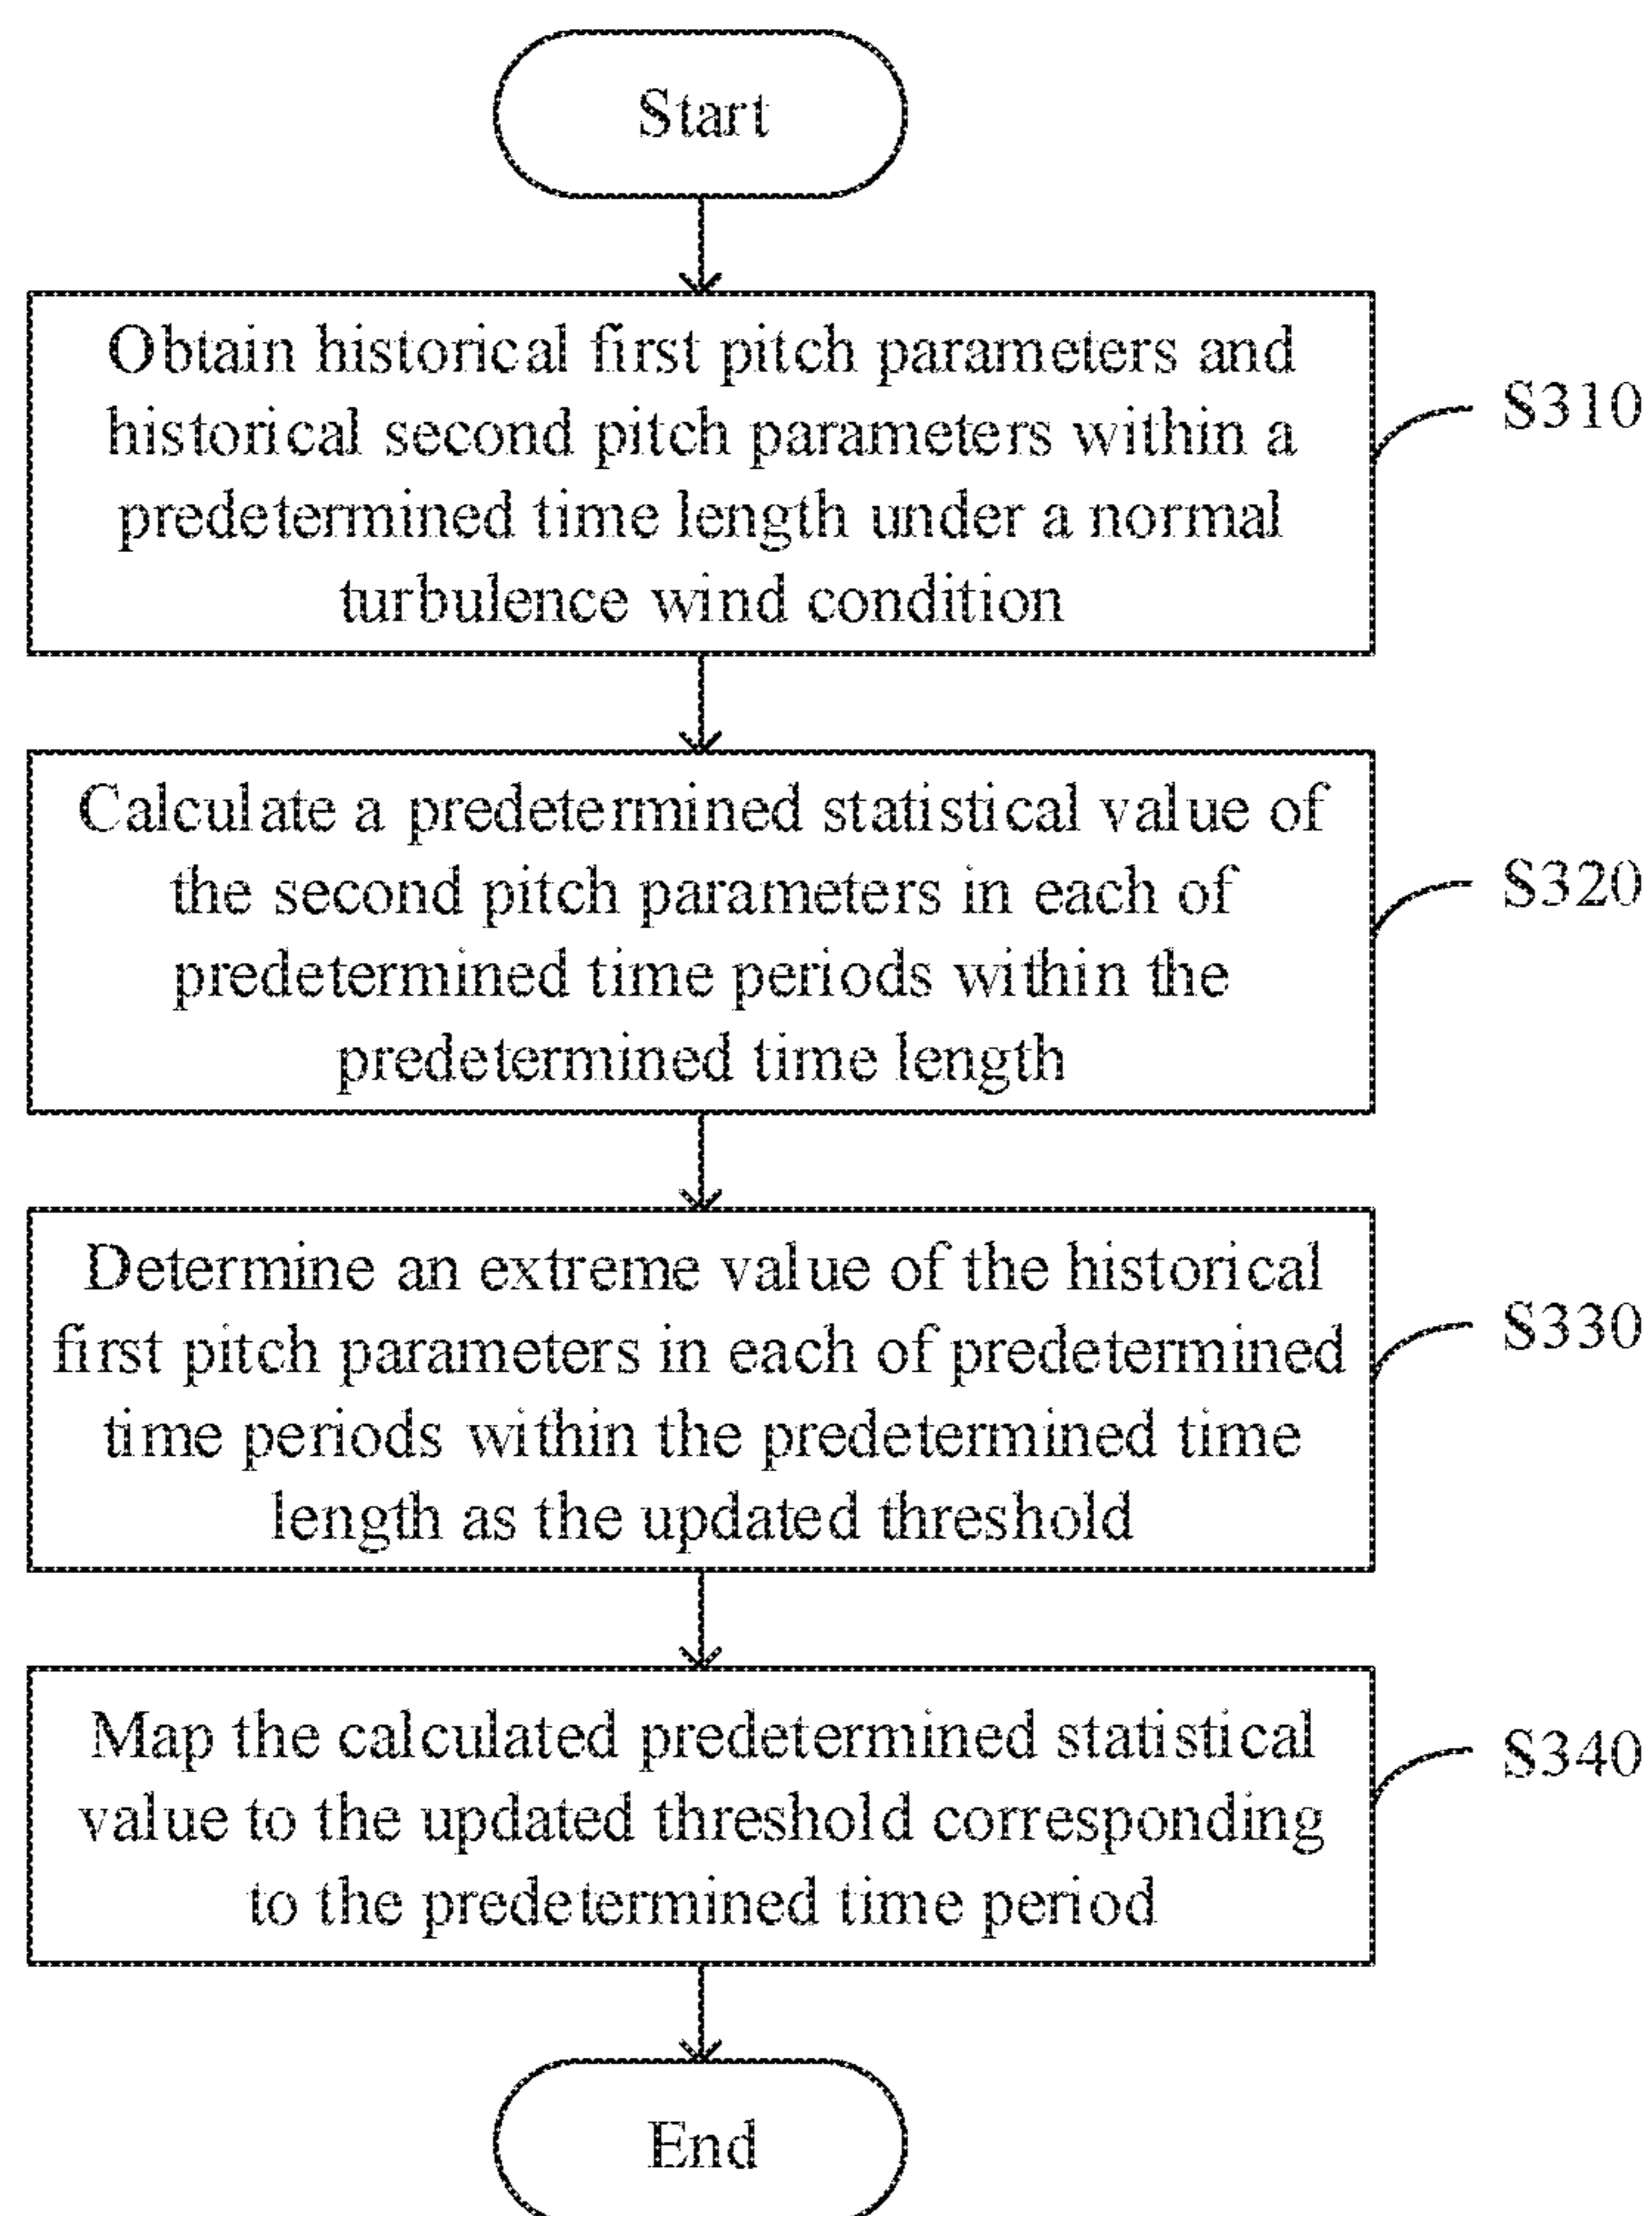 Start
Obtain historical first pitch parameters and
historical second pitch parameters within a
predetermined time length under a normal
turbulence wind condition
S310
Calculate a predetermined statistical value of
the second pitch parameters in each of
predetermined time periods within the
predetermined time length
S320
Determine an extreme value of the historical
first pitch parameters in each of predetermined
time periods within the predetermined time
length as the updated threshold
S330
Map the calculated predetermined statistical
value to the updated threshold corresponding
to the predetermined time period
S340
End